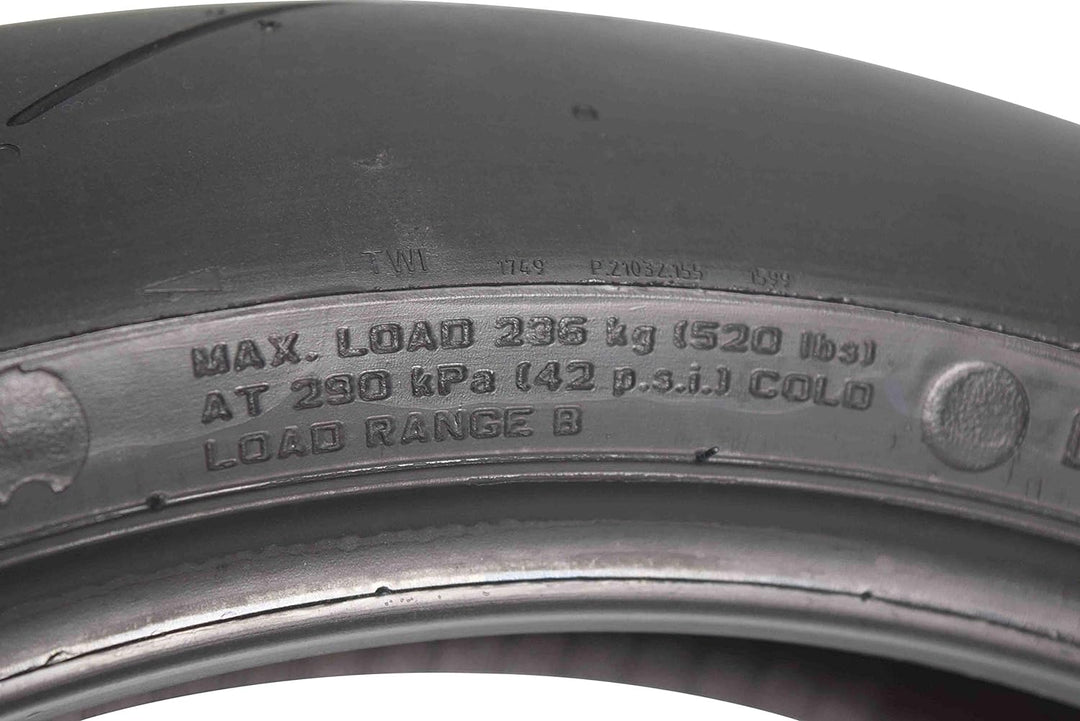 TWI 1749 P.21032.155 1599
MAX. LOAD 236 kg (520 lbs)
AT 290 kPa (42 p.s.i.) COLD
LOAD RANGE B